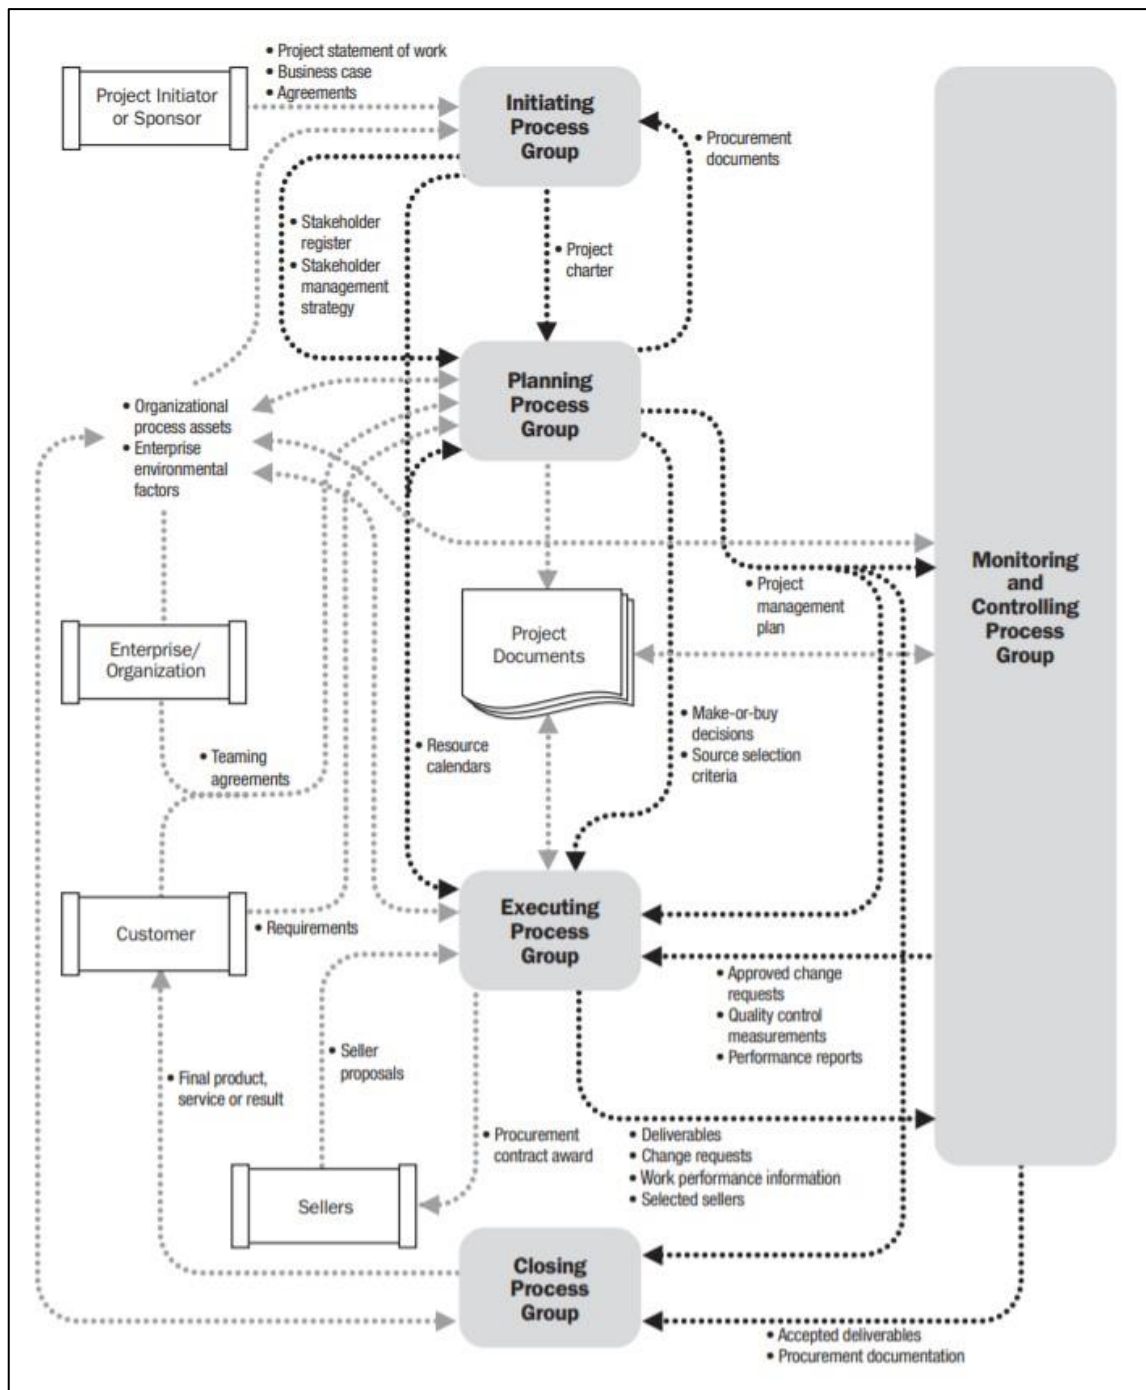 • Project statement of work
• Business case
• Agreements
Project Initiator
or Sponsor
Initiating
Process
Group
• Procurement
documents
• Stakeholder
register
• Stakeholder
management
strategy
• Project
charter
Planning
Process
Group
• Organizational
process assets
• Enterprise
environmental
factors
Monitoring
and
Controlling
Process
Group
• Project
management
plan
Project
Documents
Enterprise/
Organization
• Teaming
agreements
• Resource
calendars
• Make-or-buy
decisions
• Source selection
criteria
Executing
Process
Group
Customer
• Requirements
• Approved change
requests
• Quality control
measurements
• Performance reports
• Seller
proposals
• Final product,
service or result
• Procurement
contract award
• Deliverables
• Change requests
• Work performance information
• Selected sellers
Sellers
Closing
Process
Group
• Accepted deliverables
• Procurement documentation